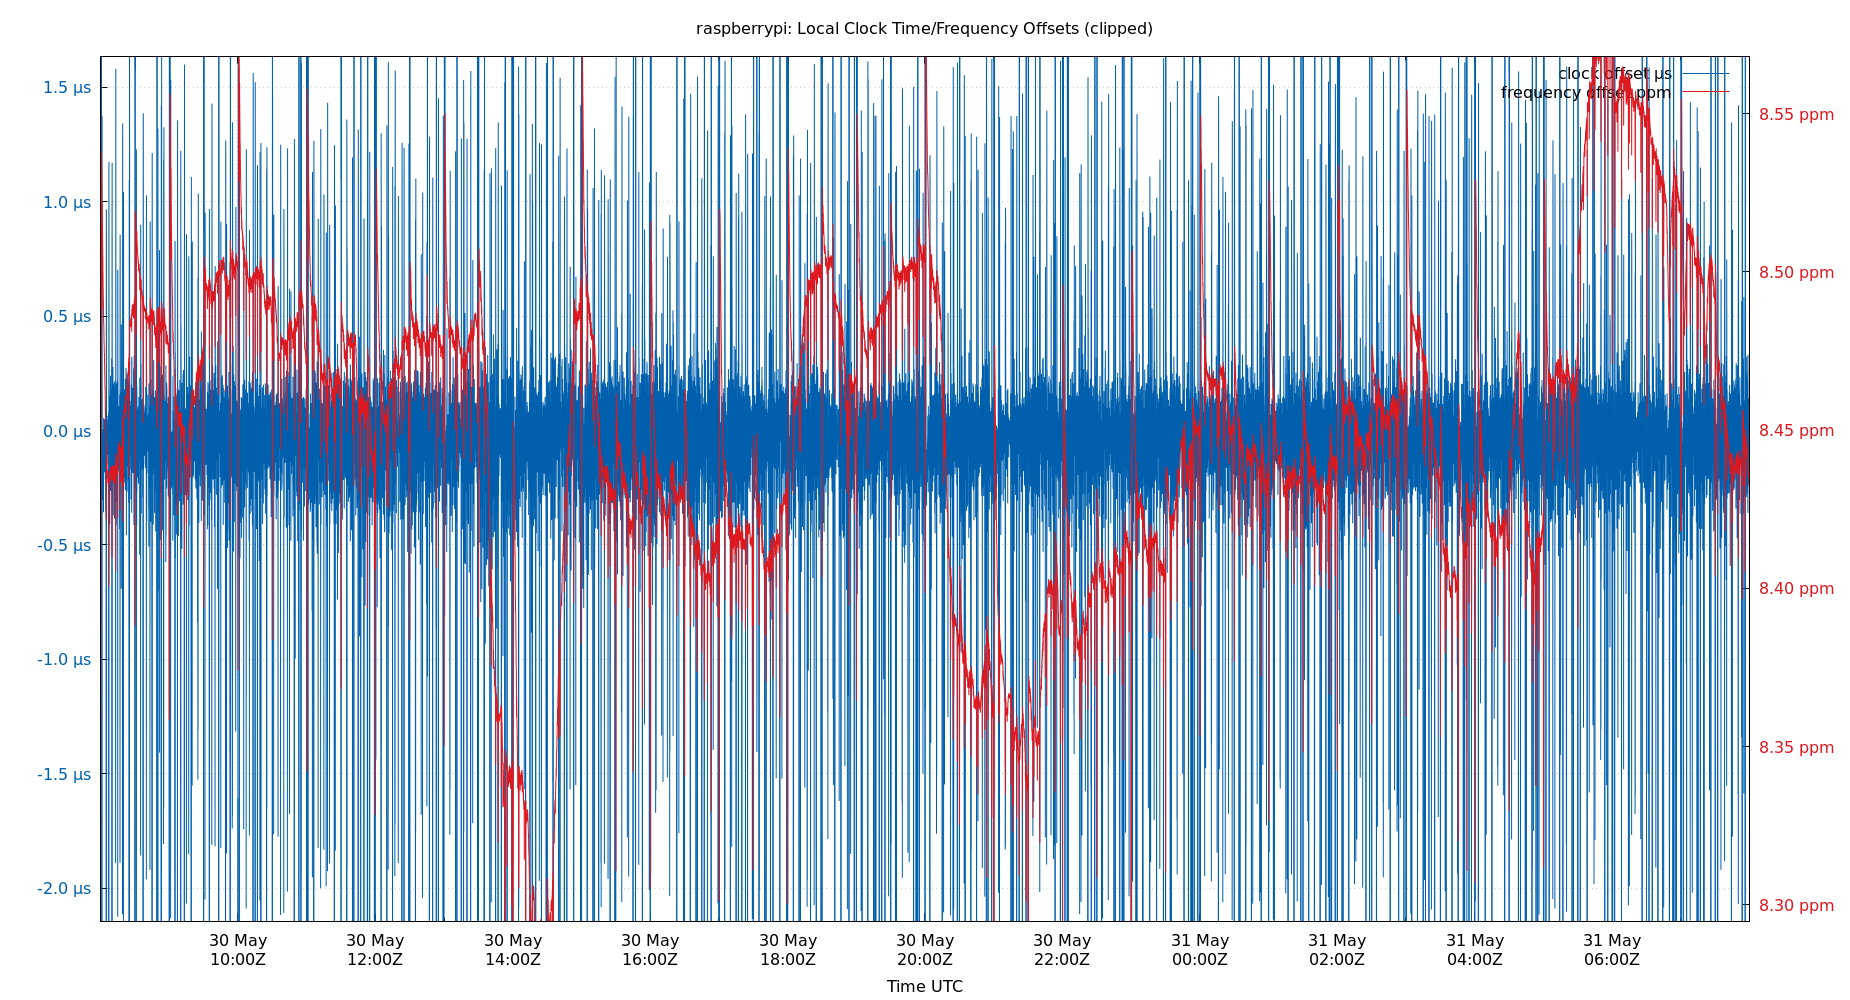 raspberrypi: Local Clock Time/Frequency Offsets (clipped)
clock offset µs
frequency offset ppm
1.5 µs
1.0 µs
0.5 µs
0.0 µs
-0.5 µs
-1.0 µs
-1.5 µs
-2.0 µs
8.55 ppm
8.50 ppm
8.45 ppm
8.40 ppm
8.35 ppm
8.30 ppm
30 May 30 May 30 May 30 May 30 May 30 May 30 May 31 May 31 May 31 May 31 May
10:00Z 12:00Z 14:00Z 16:00Z 18:00Z 20:00Z 22:00Z 00:00Z 02:00Z 04:00Z 06:00Z
Time UTC